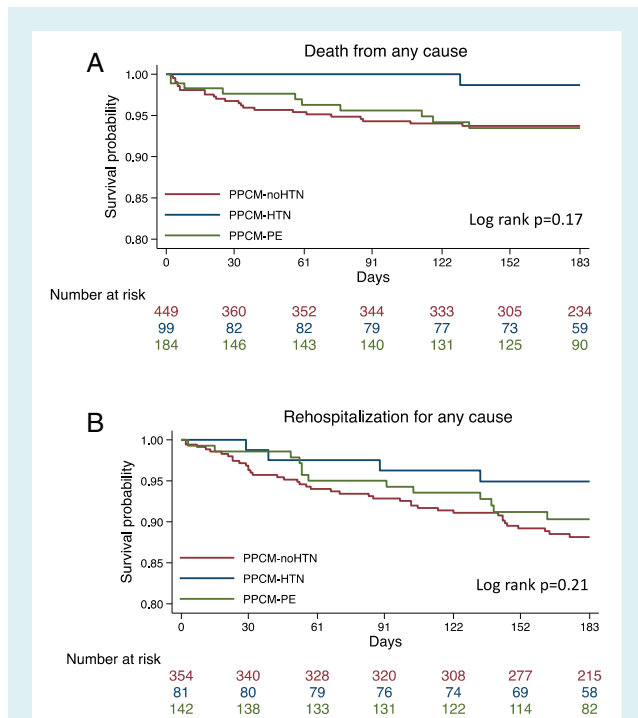 A
Death from any cause
Survival probability
1.00
0.95
0.90
0.85
0.80
PPCM-noHTN
PPCM-HTN
PPCM-PE
Log rank p=0.17
0 30 61 91 122 152 183
Days
Number at risk
449 360 352 344 333 305 234
99 82 82 79 77 73 59
184 146 143 140 131 125 90
B
Rehospitalization for any cause
Survival probability
1.00
0.95
0.90
0.85
0.80
PPCM-noHTN
PPCM-HTN
PPCM-PE
Log rank p=0.21
0 30 61 91 122 152 183
Days
Number at risk
354 340 328 320 308 277 215
81 80 79 76 74 69 58
142 138 133 131 122 114 82